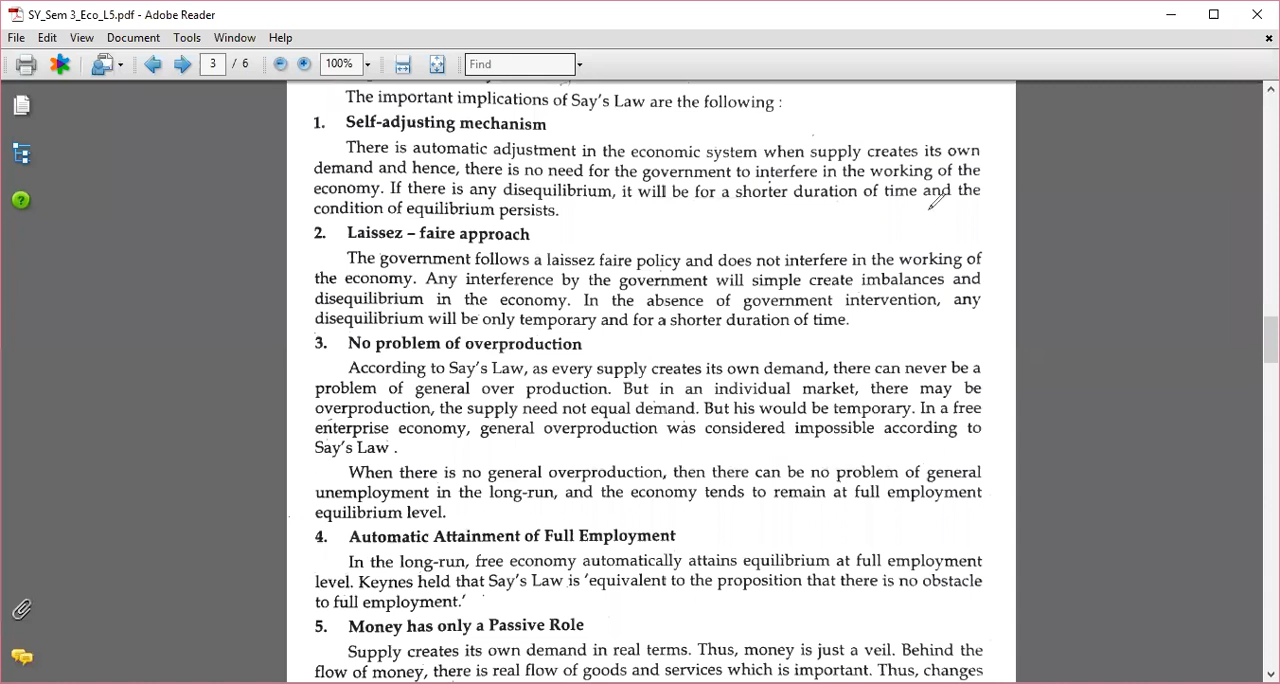 SY_Sem 3_Eco_L5.pdf - Adobe Reader
File Edit View Document Tools Window Help
3 / 6 100% Find
The important implications of Say's Law are the following :
1. Self-adjusting mechanism
There is automatic adjustment in the economic system when supply creates its own
demand and hence, there is no need for the government to interfere in the working of the
economy. If there is any disequilibrium, it will be for a shorter duration of time and the
condition of equilibrium persists.
2. Laissez – faire approach
The government follows a laissez faire policy and does not interfere in the working of
the economy. Any interference by the government will simple create imbalances and
disequilibrium in the economy. In the absence of government intervention, any
disequilibrium will be only temporary and for a shorter duration of time.
3. No problem of overproduction
According to Say's Law, as every supply creates its own demand, there can never be a
problem of general over production. But in an individual market, there may be
overproduction, the supply need not equal demand. But his would be temporary. In a free
enterprise economy, general overproduction was considered impossible according to
Say's Law .
When there is no general overproduction, then there can be no problem of general
unemployment in the long-run, and the economy tends to remain at full employment
equilibrium level.
4. Automatic Attainment of Full Employment
In the long-run, free economy automatically attains equilibrium at full employment
level. Keynes held that Say's Law is 'equivalent to the proposition that there is no obstacle
to full employment.'
5. Money has only a Passive Role
Supply creates its own demand in real terms. Thus, money is just a veil. Behind the
flow of money, there is real flow of goods and services which is important. Thus, changes